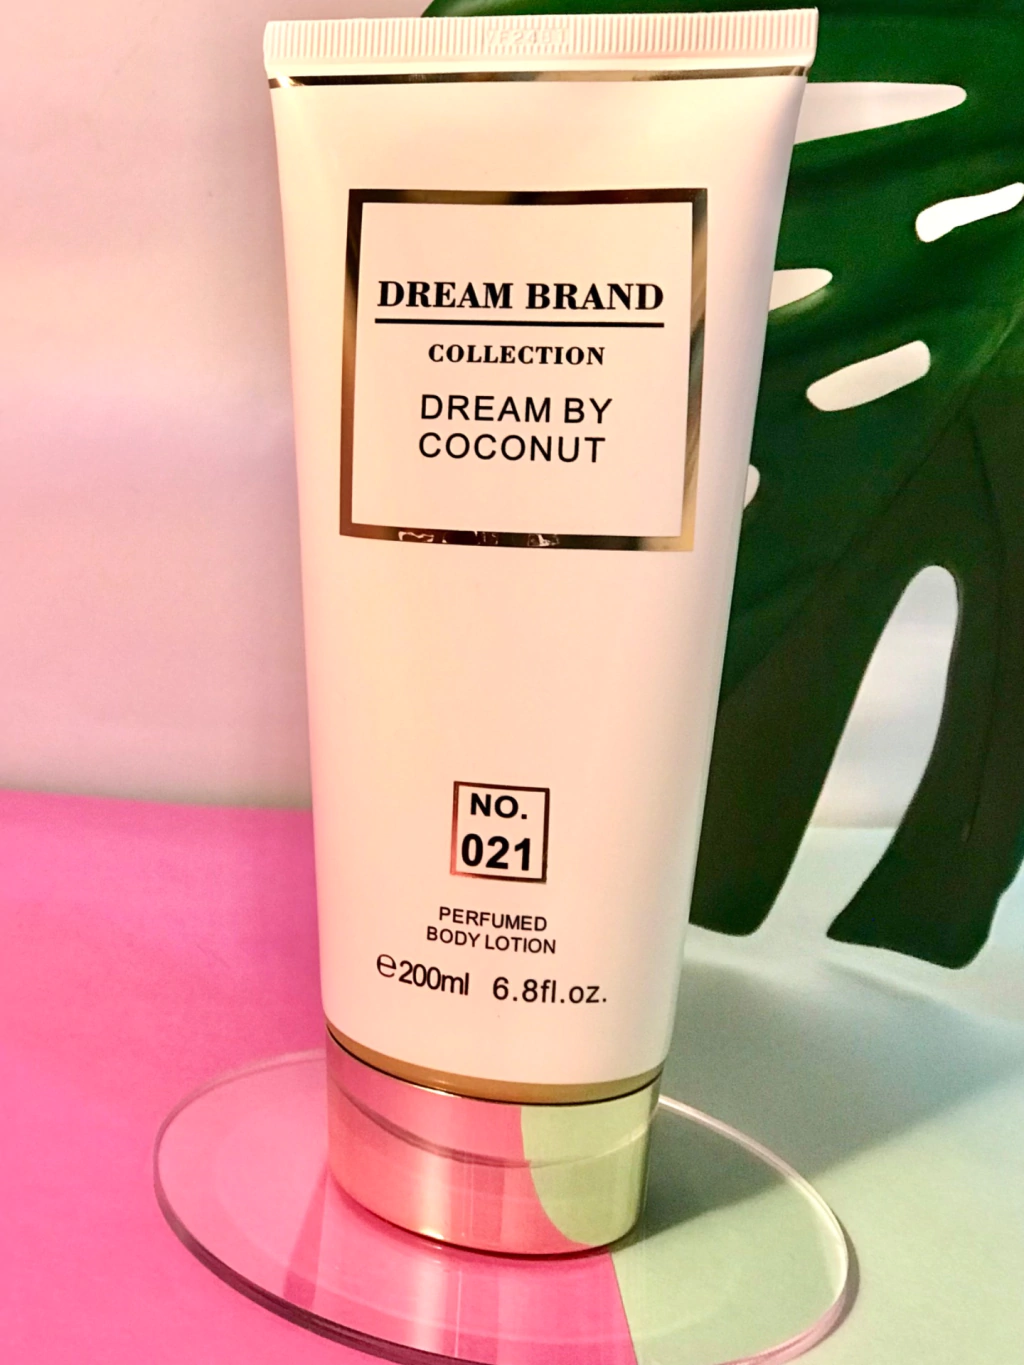 DREAM BRAND
COLLECTION
DREAM BY
COCONUT
NO.
021
PERFUMED
BODY LOTION
℮200ml 6.8fl.oz.